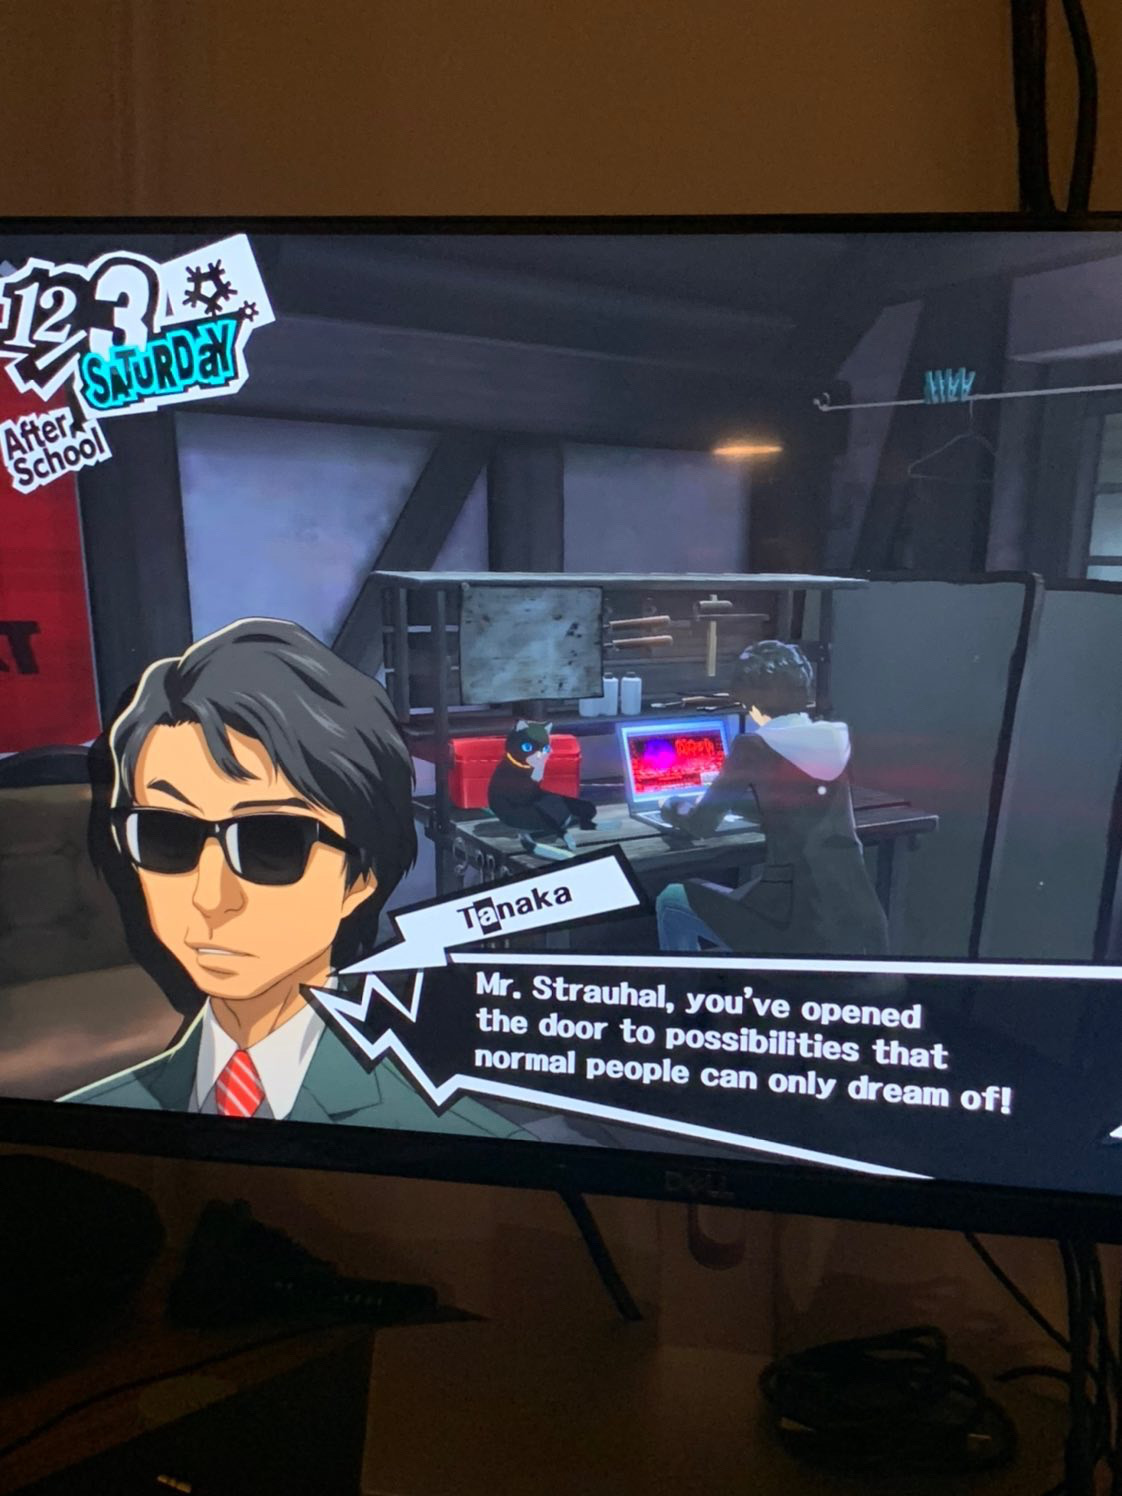 12 3
SATURDAY
After
School
Tanaka
Mr. Strauhal, you've opened
the door to possibilities that
normal people can only dream of!
DELL